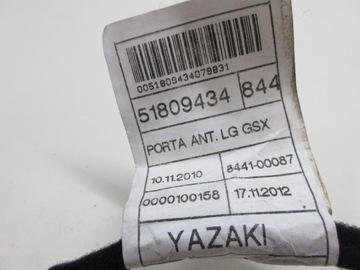 0051809434079831
51809434 844
PORTA ANT. LG GSX
10.11.2010 8441-00087
0000100158 17.11.2012
YAZAKI